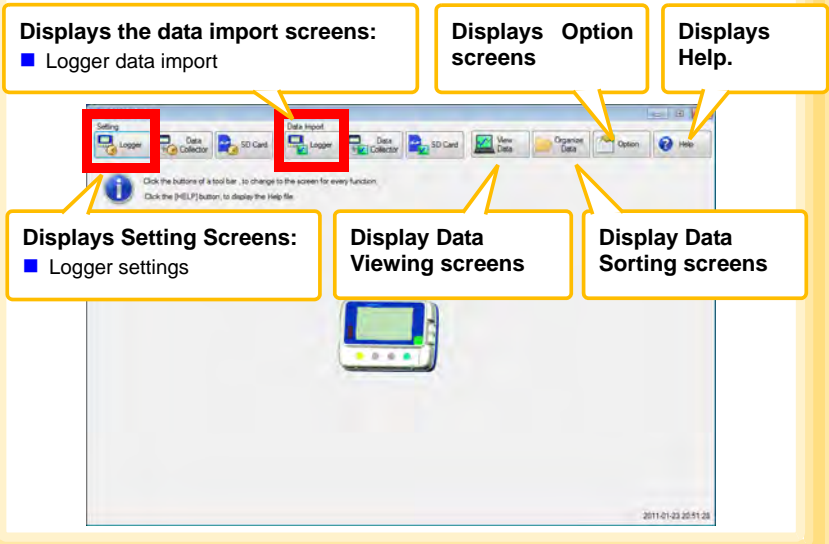 Displays the data import screens:
Logger data import
Displays Option
screens
Displays
Help.
Setting
Data Import
Logger
Data
Collector
SD Card
Logger
Data
Collector
SD Card
View
Data
Organize
Data
Option
Help
Click the buttons of a tool bar , to change to the screen for every function.
Click the [HELP] button, to display the Help file.
Displays Setting Screens:
Logger settings
Display Data
Viewing screens
Display Data
Sorting screens
2011-01-23 20:51:28